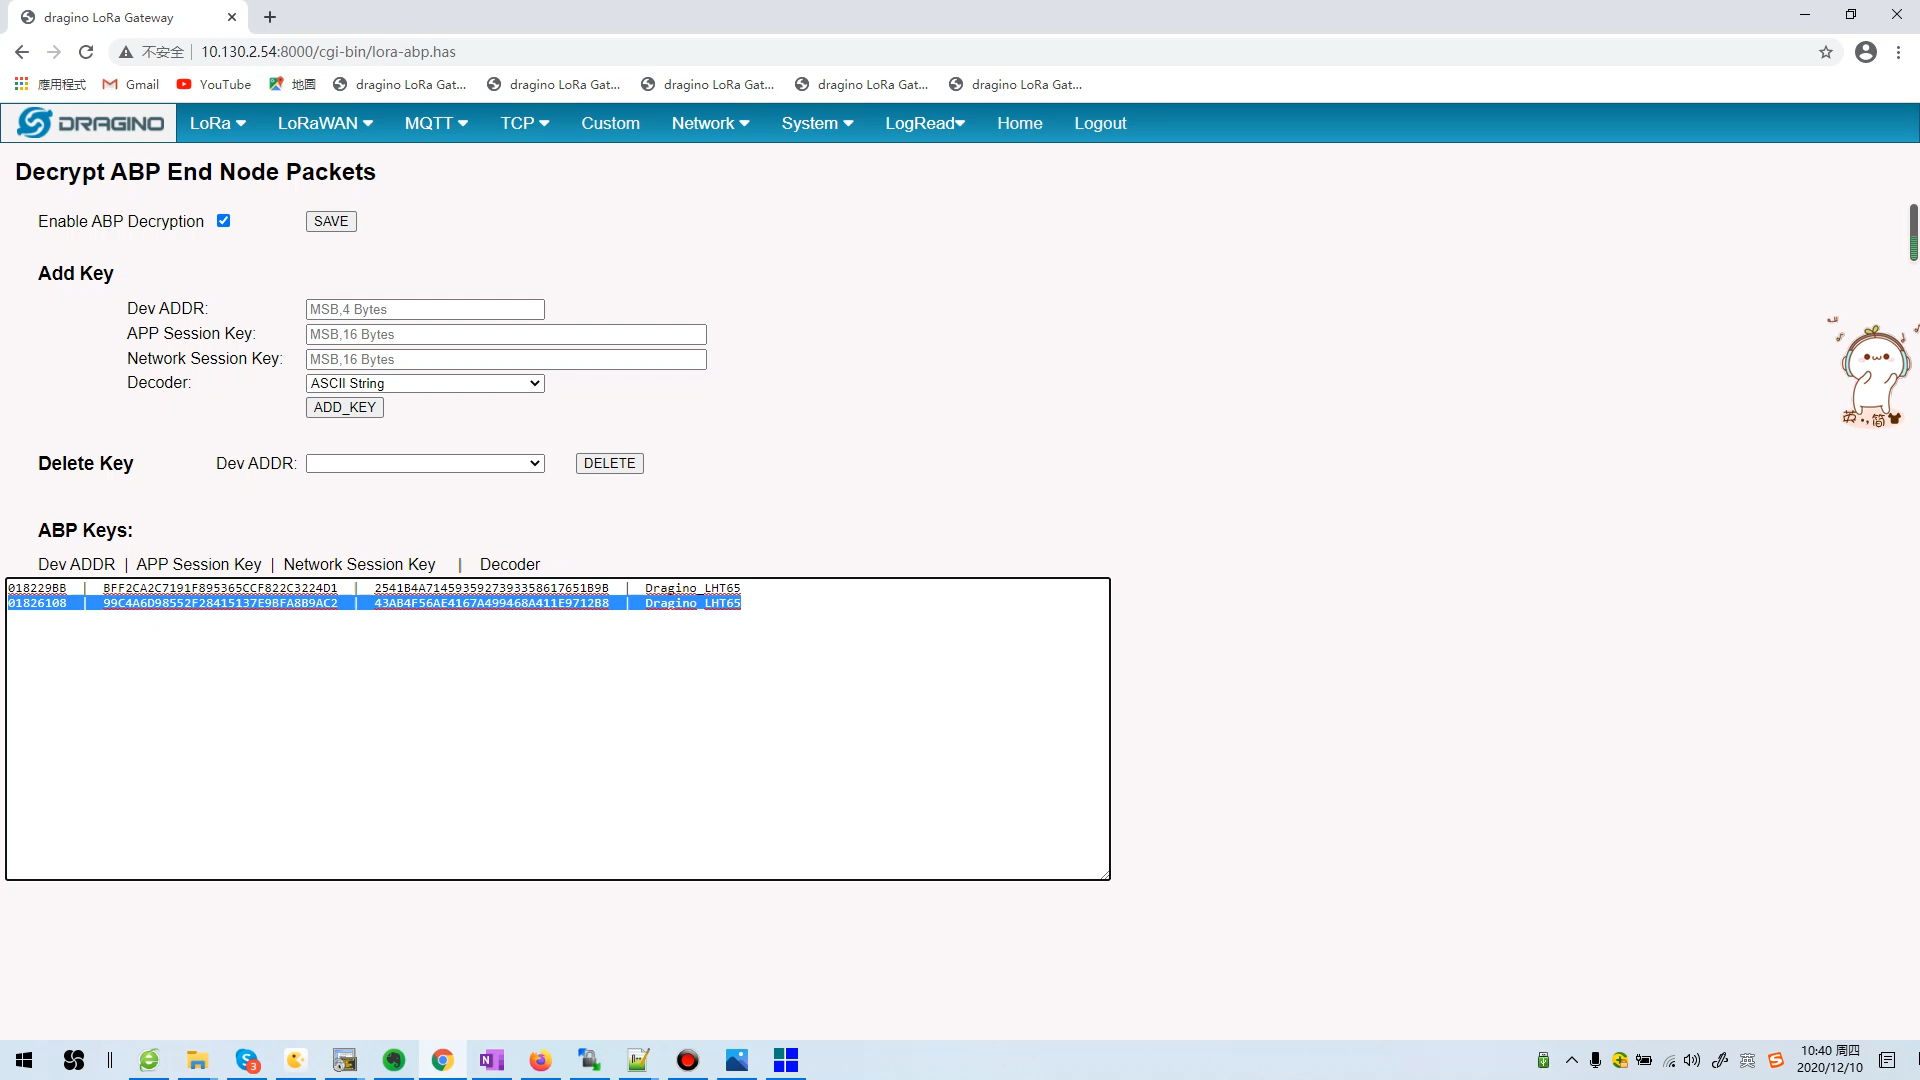 dragino LoRa Gateway
不安全 10.130.2.54:8000/cgi-bin/lora-abp.has
應用程式 Gmail YouTube 地圖 dragino LoRa Gat... dragino LoRa Gat... dragino LoRa Gat... dragino LoRa Gat... dragino LoRa Gat...
DRAGINO LoRa LoRaWAN MQTT TCP Custom Network System LogRead Home Logout
Decrypt ABP End Node Packets
Enable ABP Decryption SAVE
Add Key
Dev ADDR: MSB,4 Bytes
APP Session Key: MSB,16 Bytes
Network Session Key: MSB,16 Bytes
Decoder: ASCII String
ADD_KEY
Delete Key Dev ADDR: DELETE
ABP Keys:
Dev ADDR | APP Session Key | Network Session Key | Decoder
018229BB | BFF2CA2C7191F895365CCF822C3224D1 | 2541B4A7145935927393358617651B9B | Dragino_LHT65
01826108 | 99C4A6D98552F28415137E9BFA8B9AC2 | 43AB4F56AE4167A499468A411E9712B8 | Dragino_LHT65
英 简
3 英 10:40 周四
2020/12/10